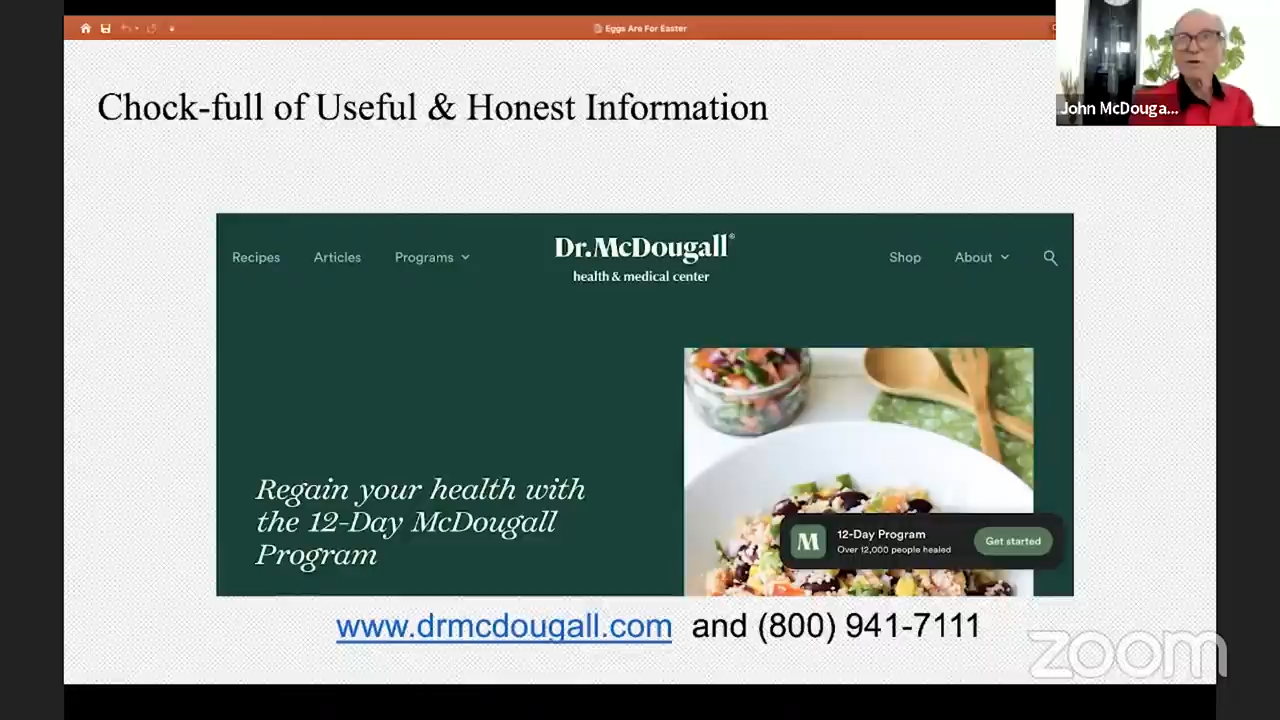 Eggs Are For Easter
John McDouga...
Chock-full of Useful & Honest Information
Recipes Articles Programs Dr. McDougall® Shop About
health & medical center
Regain your health with
the 12-Day McDougall
Program
M 12-Day Program Get started
Over 12,000 people healed
www.drmcdougall.com and (800) 941-7111
zoom